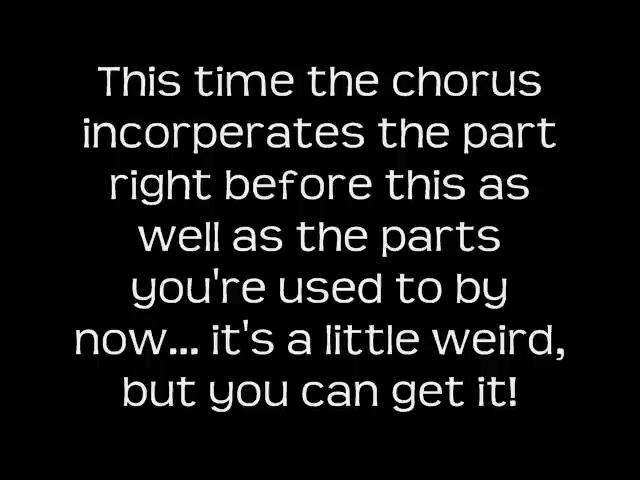 This time the chorus
incorperates the part
right before this as
well as the parts
you're used to by
now... it's a little weird,
but you can get it!